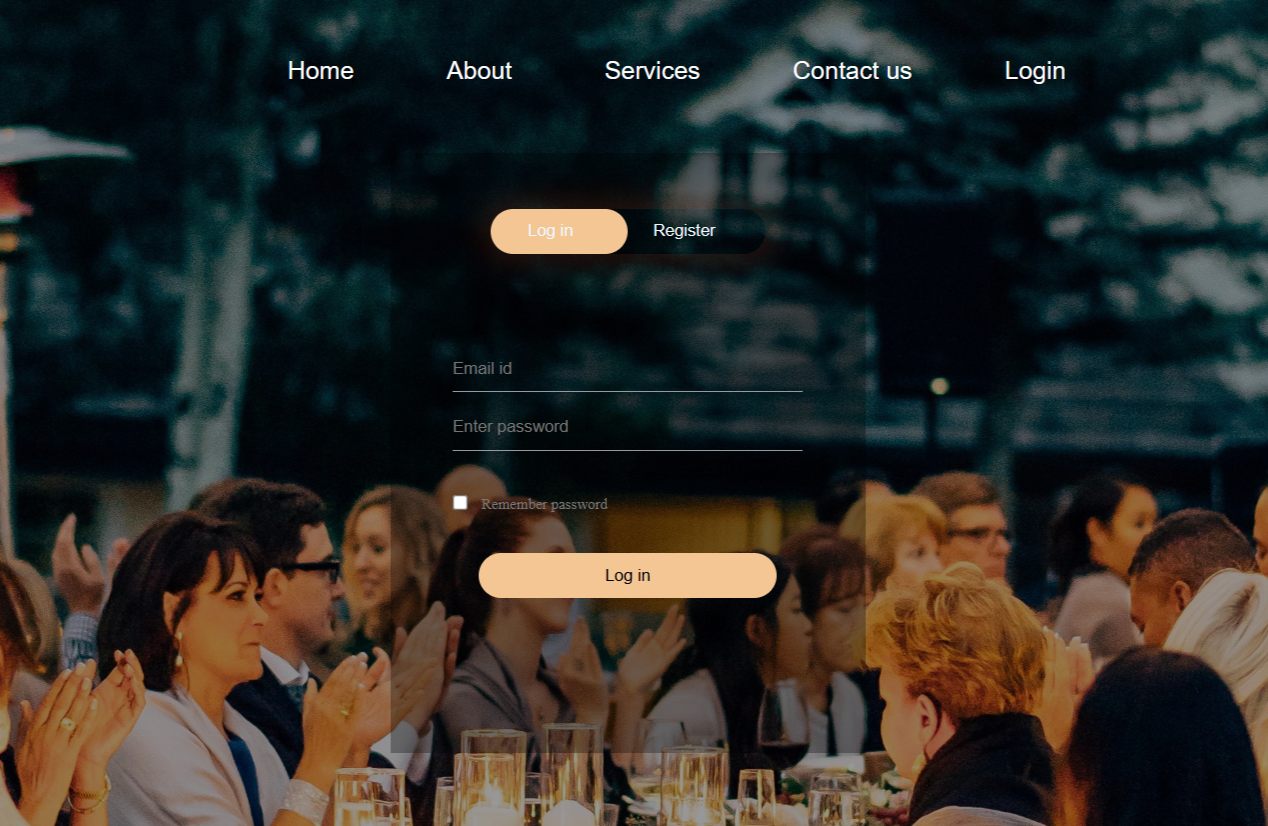 Home About Services Contact us Login
Log in Register
Email id
Enter password
Remember password
Log in